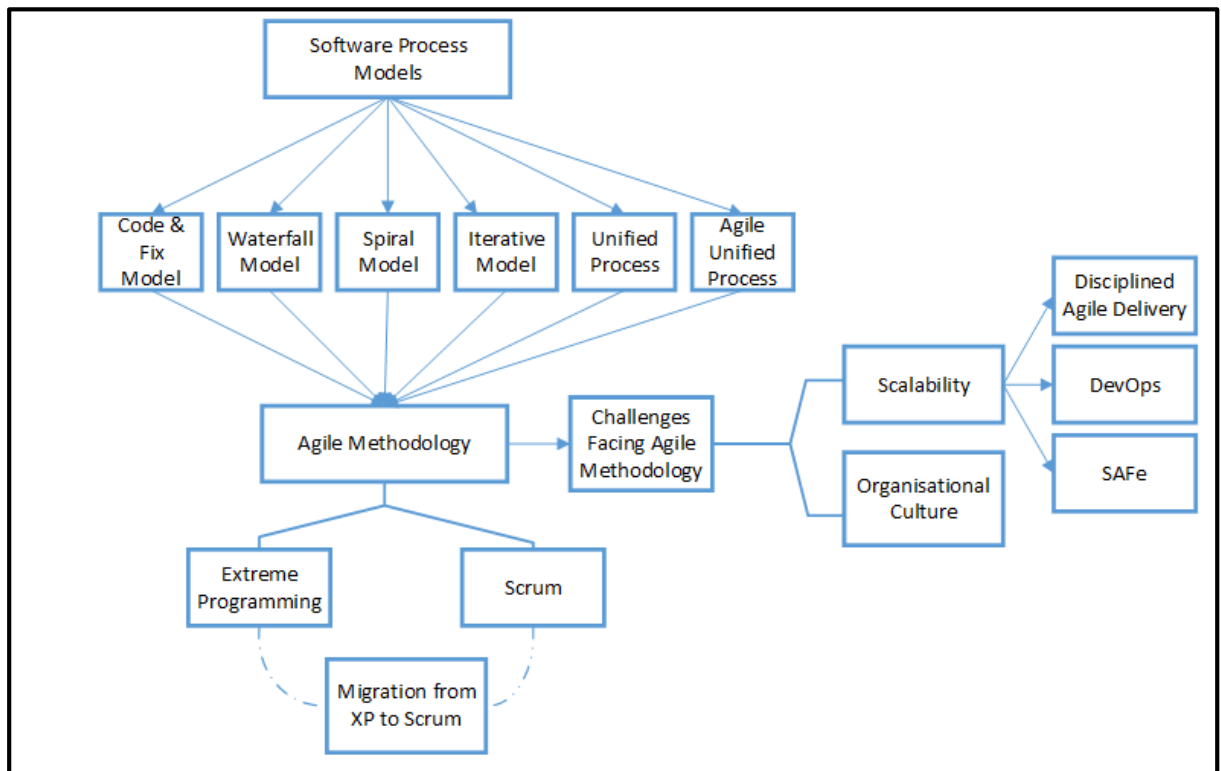 Software Process
Models
Code &
Fix
Model
Waterfall
Model
Spiral
Model
Iterative
Model
Unified
Process
Agile
Unified
Process
Disciplined
Agile Delivery
Scalability
DevOps
Agile Methodology
Challenges
Facing Agile
Methodology
SAFe
Organisational
Culture
Extreme
Programming
Scrum
Migration from
XP to Scrum